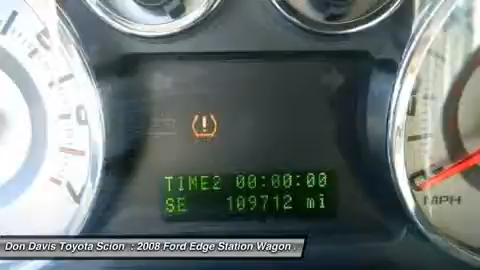 TIME2 00:00:00
SE 109712 mi
MPH
Don Davis Toyota Scion : 2008 Ford Edge Station Wagon